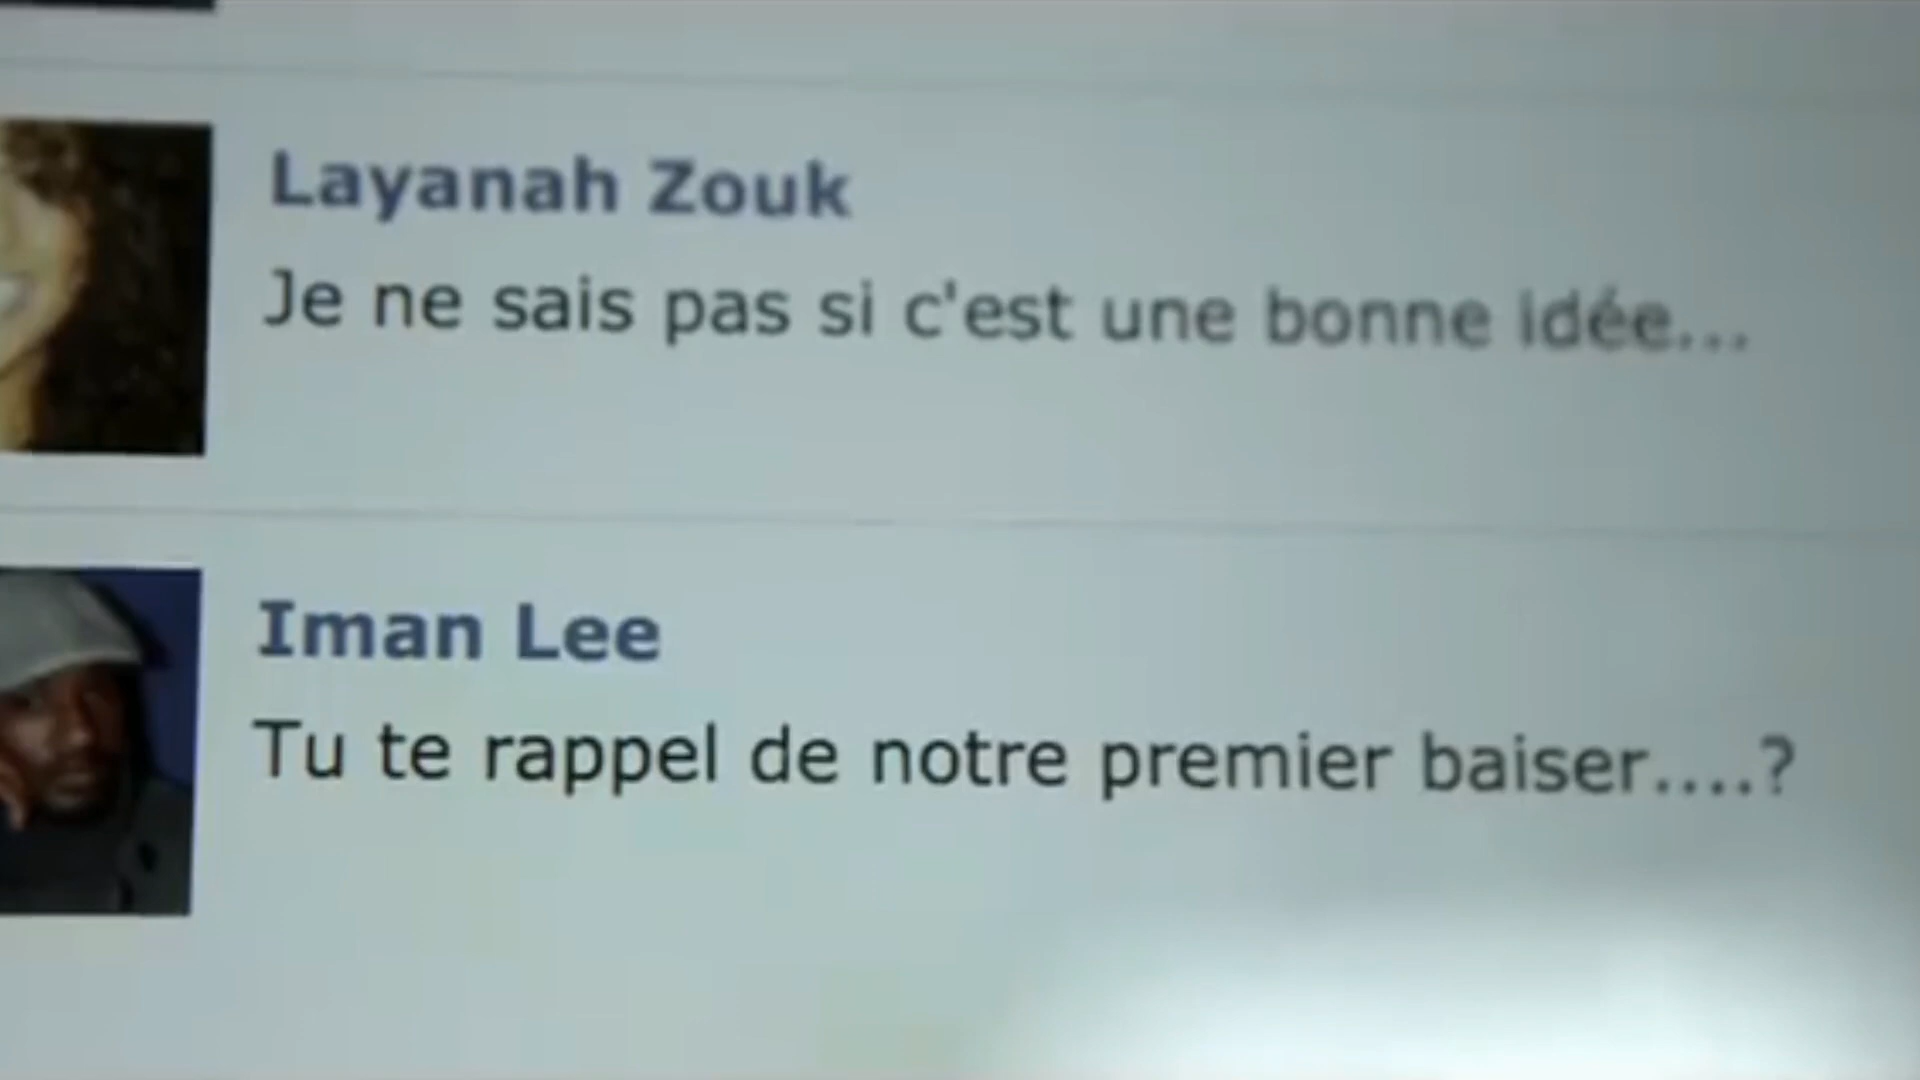 Layanah Zouk
Je ne sais pas si c'est une bonne idée...
Iman Lee
Tu te rappel de notre premier baiser....?